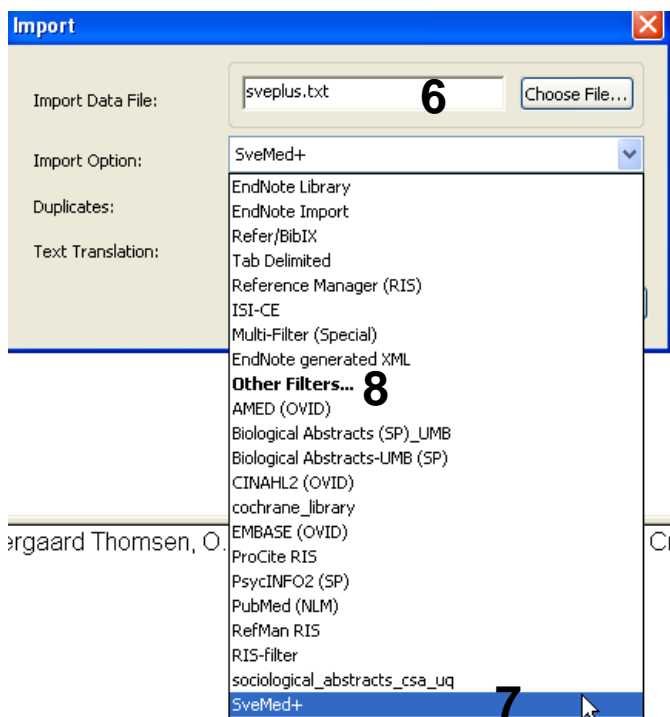 Import
Import Data File: sveplus.txt 6 Choose File...
Import Option: SveMed+
Duplicates:
Text Translation:
EndNote Library
EndNote Import
Refer/BibIX
Tab Delimited
Reference Manager (RIS)
ISI-CE
Multi-Filter (Special)
EndNote generated XML
Other Filters... 8
AMED (OVID)
Biological Abstracts (SP)_UMB
Biological Abstracts-UMB (SP)
CINAHL2 (OVID)
cochrane_library
EMBASE (OVID)
ProCite RIS
PsycINFO2 (SP)
PubMed (NLM)
RefMan RIS
RIS-filter
sociological_abstracts_csa_uq
SveMed+ 7
ergaard Thomsen, O.